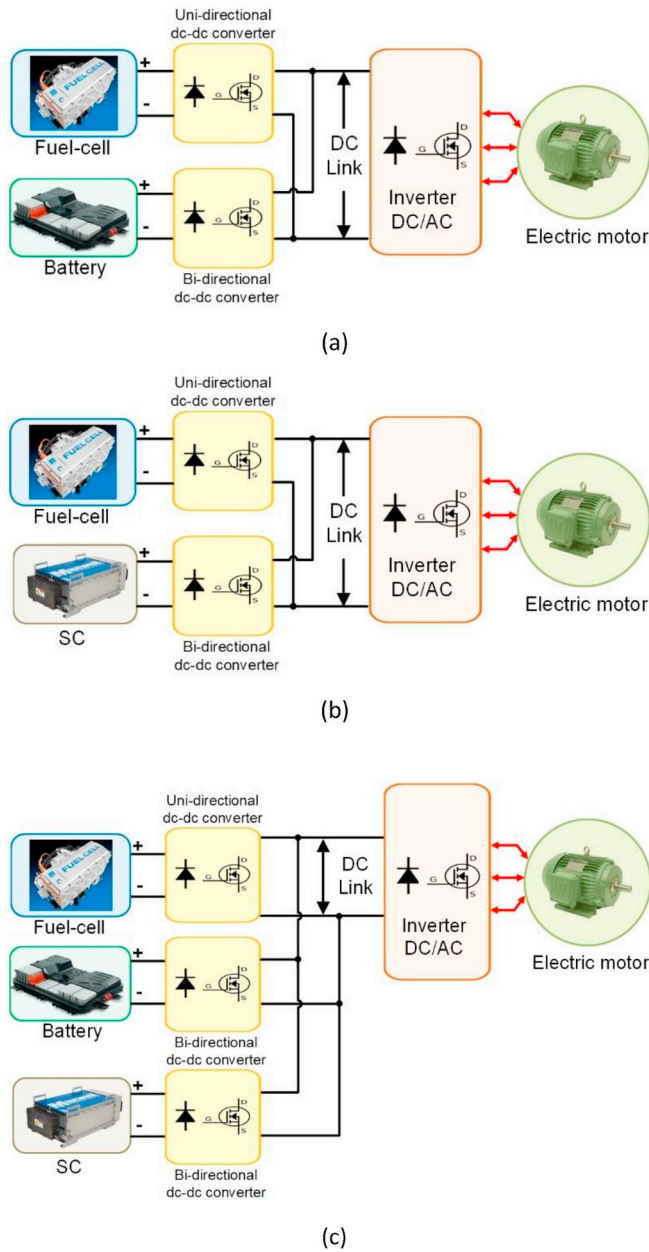 Uni-directional
dc-dc converter
+
FUELCELL
-
Fuel-cell
G
D
S
DC
Link
G
D
S
Inverter
DC/AC
Electric motor
+
-
Battery
G
D
S
Bi-directional
dc-dc converter
(a)
Uni-directional
dc-dc converter
+
FUELCELL
-
Fuel-cell
G
D
S
DC
Link
G
D
S
Inverter
DC/AC
Electric motor
+
-
SC
G
D
S
Bi-directional
dc-dc converter
(b)
Uni-directional
dc-dc converter
+
FUELCELL
-
Fuel-cell
G
D
S
DC
Link
G
D
S
Inverter
DC/AC
Electric motor
+
-
Battery
G
D
S
Bi-directional
dc-dc converter
+
-
SC
G
D
S
Bi-directional
dc-dc converter
(c)